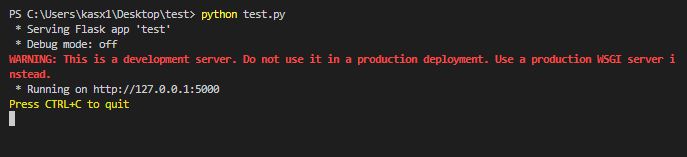 PS C:\Users\kasx1\Desktop\test> python test.py
 * Serving Flask app 'test'
 * Debug mode: off
WARNING: This is a development server. Do not use it in a production deployment. Use a production WSGI server i
nstead.
 * Running on http://127.0.0.1:5000
Press CTRL+C to quit